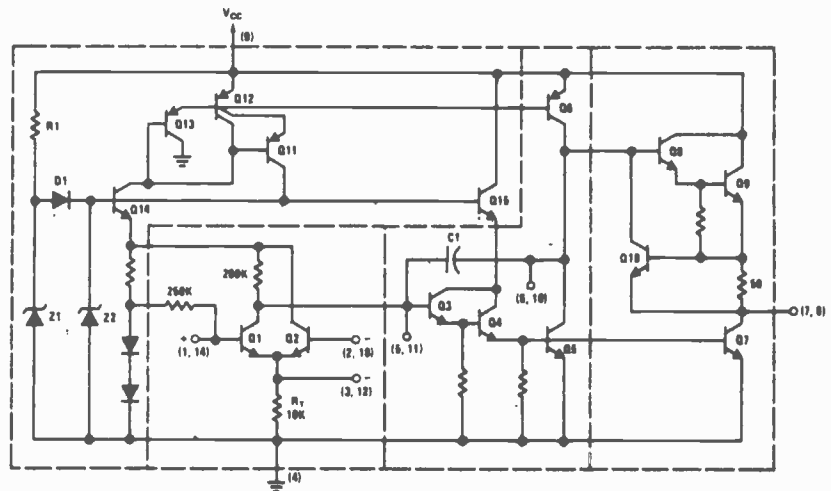 VCC
(9)
R1
Q13
Q12
Q11
Q6
D1
Q14
Q15
Q8
Q9
C1
Q10
50
250K
200K
(8, 10)
(7, 8)
Z1
Z2
+
(1, 14)
Q1
Q2
-
(2, 13)
Q3
Q4
(5, 11)
Q5
Q7
-
(3, 12)
RT
10K
(4)